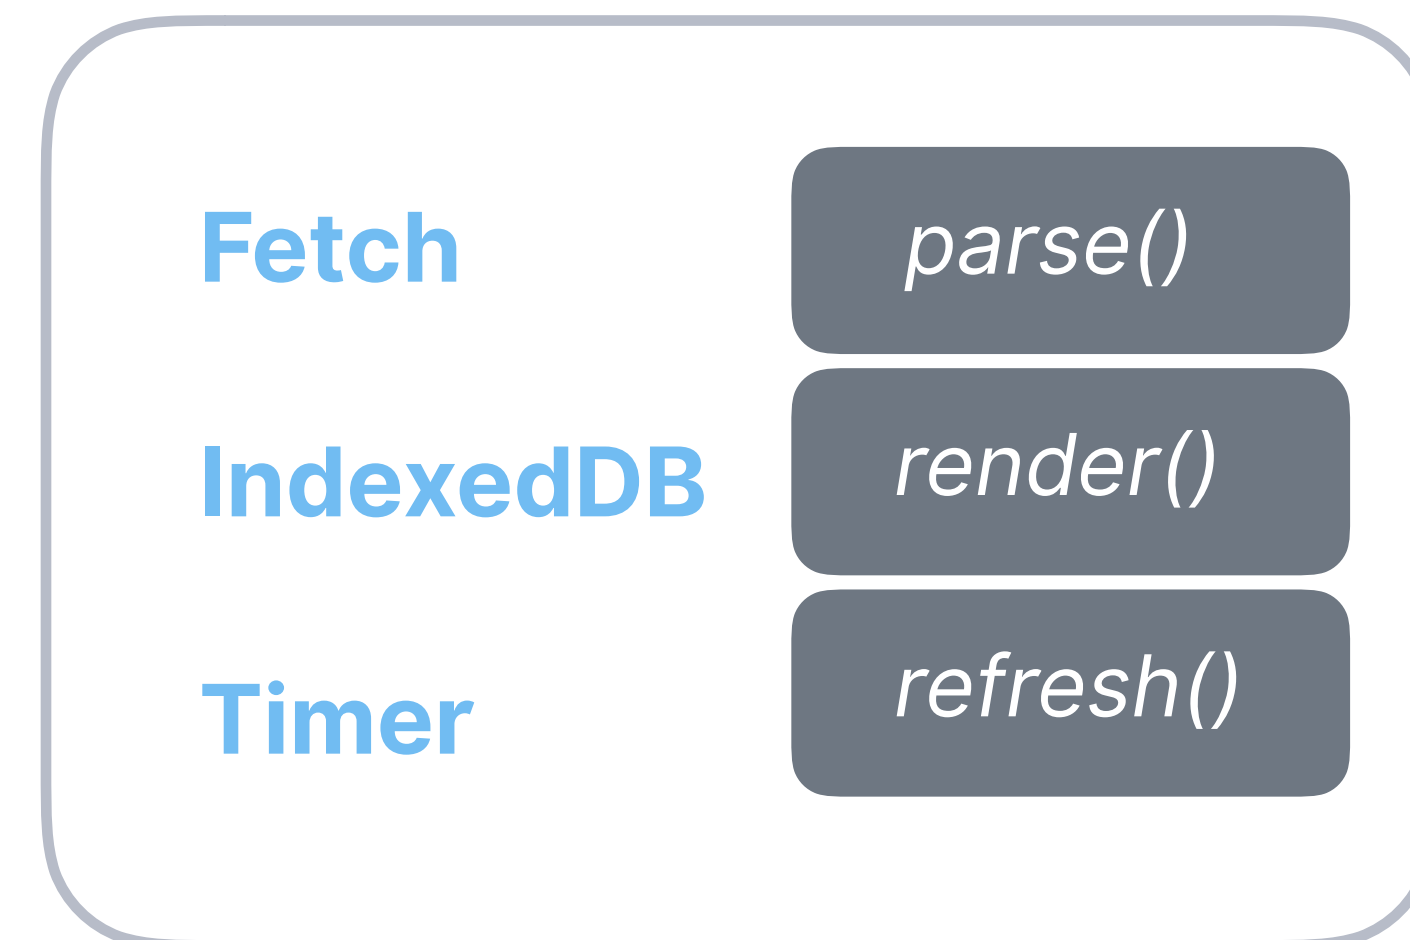 Fetch
parse()
IndexedDB
render()
Timer
refresh()